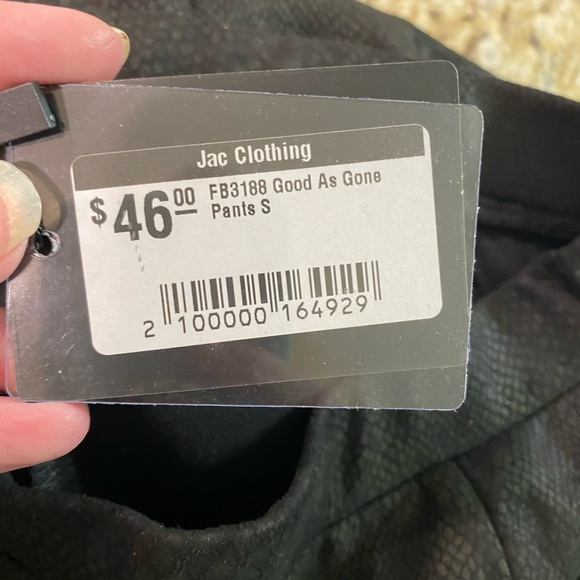 Jac Clothing
$46.00 FB3188 Good As Gone
Pants S
2 100000 164929